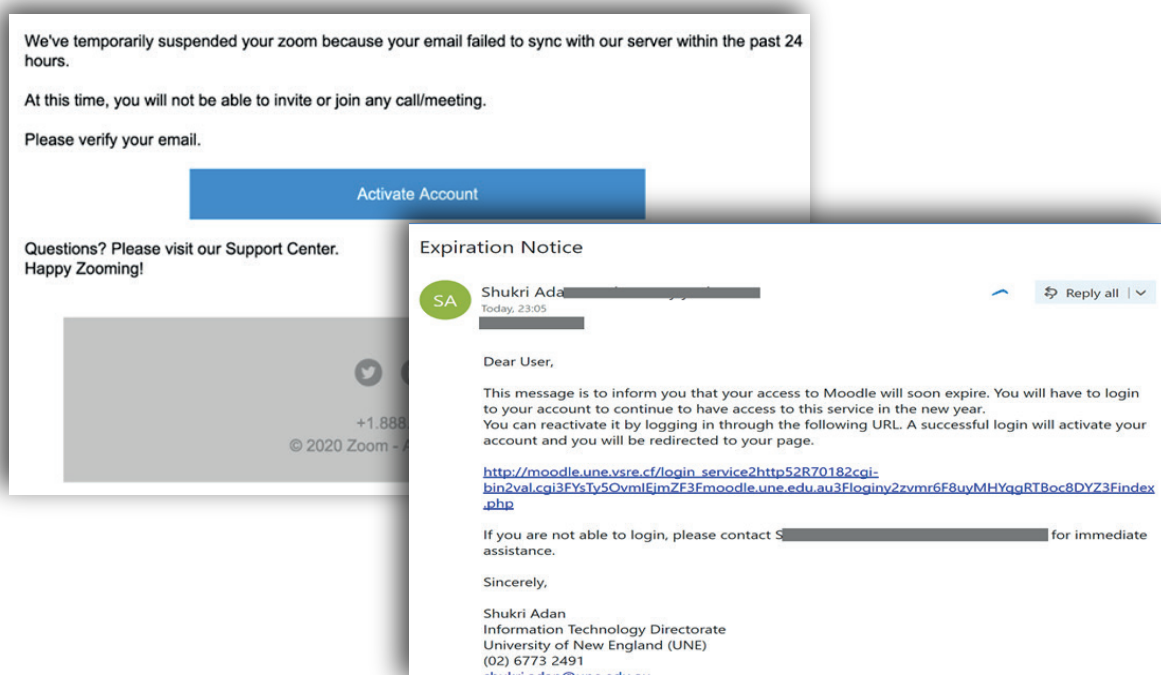 We've temporarily suspended your zoom because your email failed to sync with our server within the past 24
hours.
At this time, you will not be able to invite or join any call/meeting.
Please verify your email.
Activate Account
Questions? Please visit our Support Center.
Happy Zooming!
+1.888
© 2020 Zoom -
Expiration Notice
SA
Shukri Ada
Today, 23:05
Reply all
Dear User,
This message is to inform you that your access to Moodle will soon expire. You will have to login
to your account to continue to have access to this service in the new year.
You can reactivate it by logging in through the following URL. A successful login will activate your
account and you will be redirected to your page.
http://moodle.une.vsre.cf/login_service2http52R70182cgi-
bin2val.cgi3FYsTy5OvmIEjmZF3Fmoodle.une.edu.au3Floginy2zvmr6F8uyMHYqgRTBoc8DYZ3Findex
.php
If you are not able to login, please contact S for immediate
assistance.
Sincerely,
Shukri Adan
Information Technology Directorate
University of New England (UNE)
(02) 6773 2491